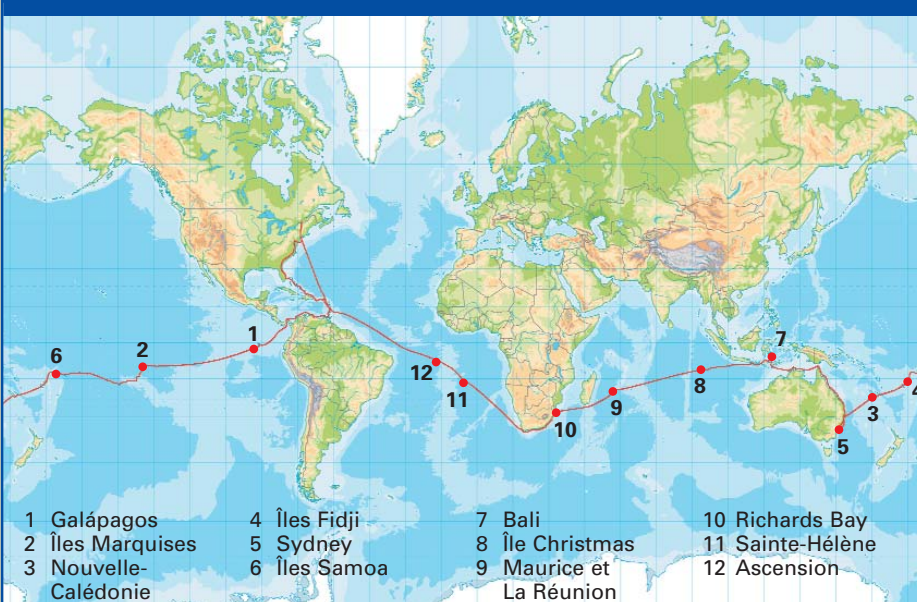 1
2
3
4
5
6
7
8
9
10
11
12
1 Galápagos
2 Îles Marquises
3 Nouvelle-
Calédonie
4 Îles Fidji
5 Sydney
6 Îles Samoa
7 Bali
8 Île Christmas
9 Maurice et
La Réunion
10 Richards Bay
11 Sainte-Hélène
12 Ascension